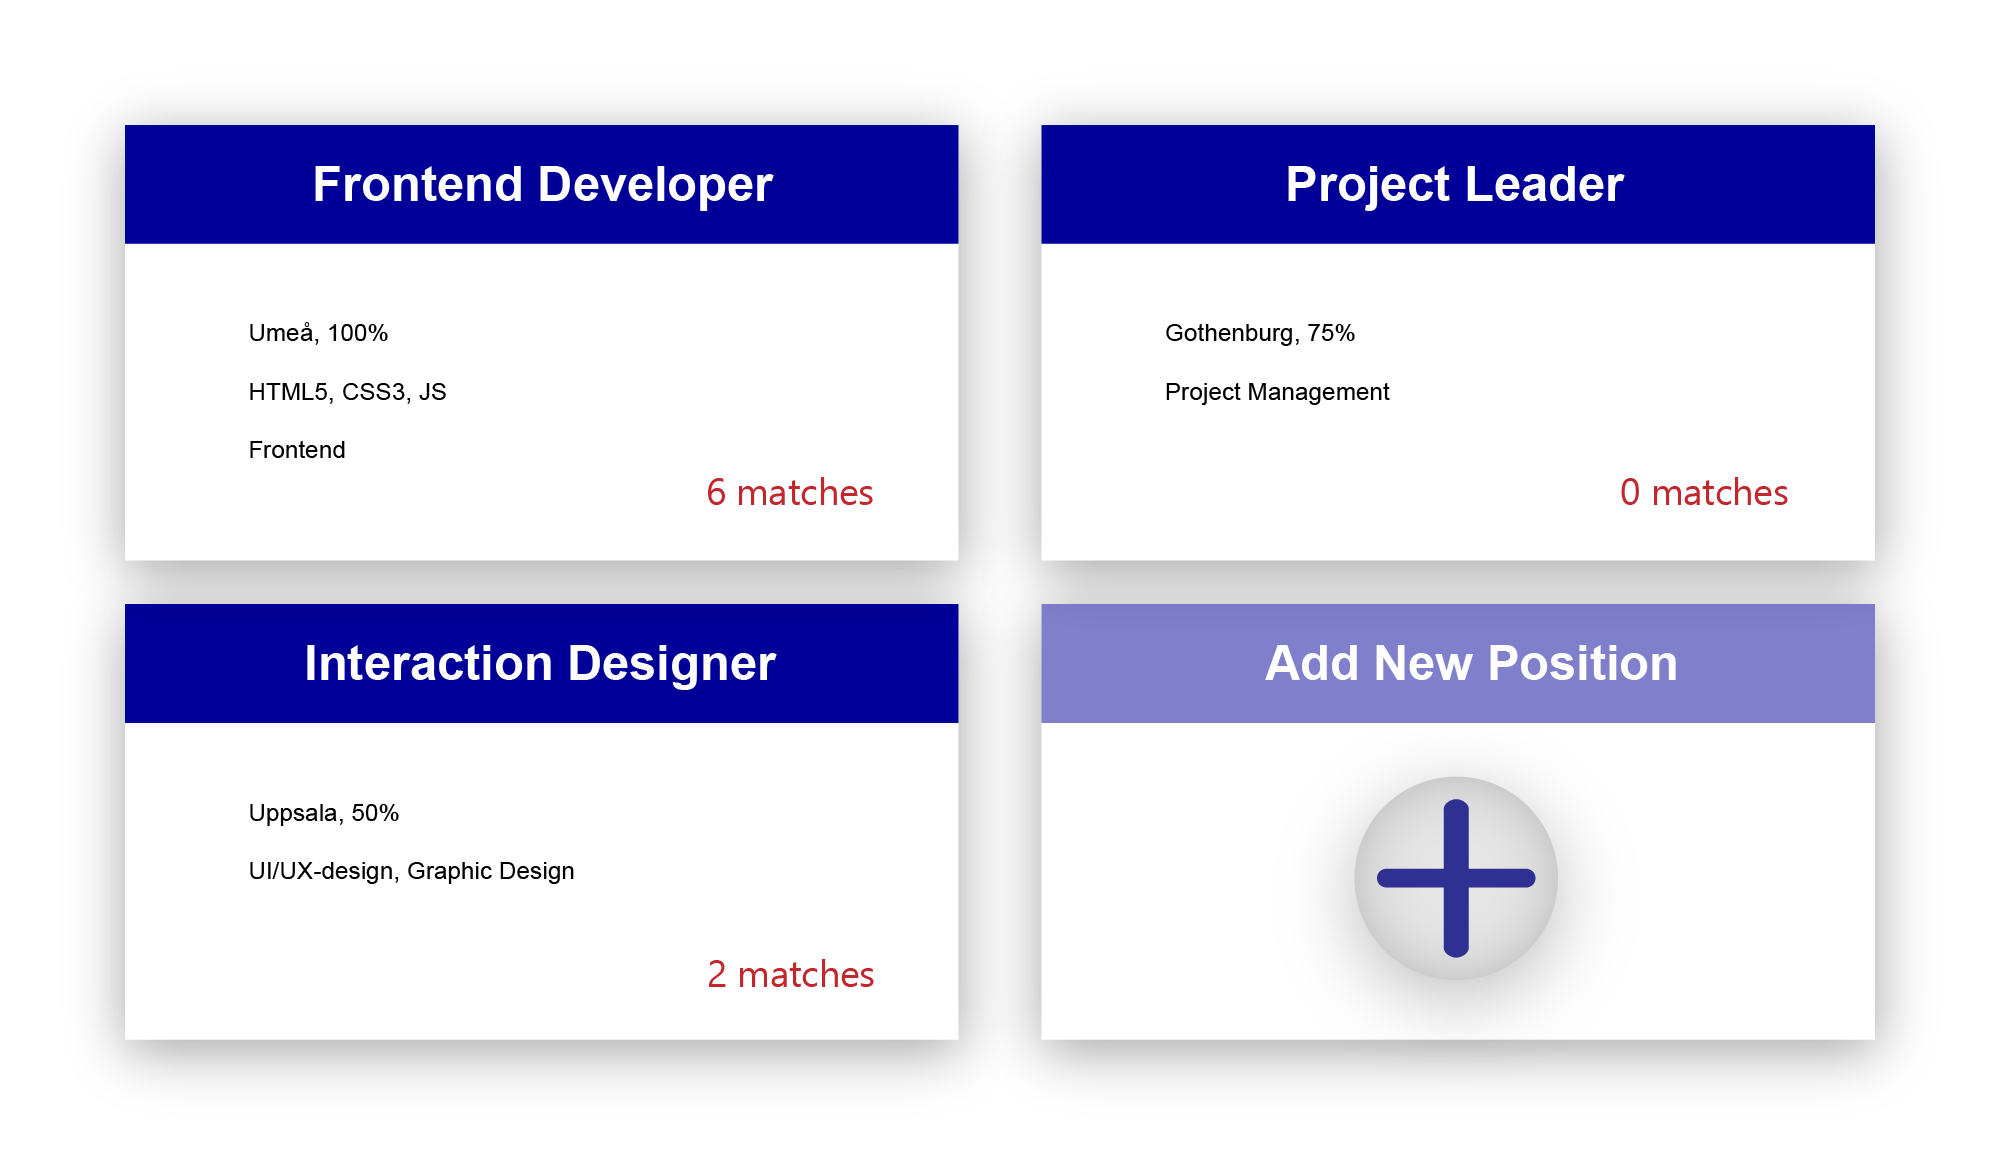 Frontend Developer
Umeå, 100%
HTML5, CSS3, JS
Frontend
6 matches
Project Leader
Gothenburg, 75%
Project Management
0 matches
Interaction Designer
Uppsala, 50%
UI/UX-design, Graphic Design
2 matches
Add New Position